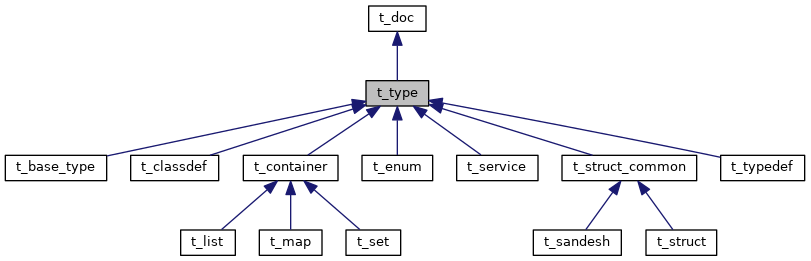 t_doc
t_type
t_base_type
t_classdef
t_container
t_enum
t_service
t_struct_common
t_typedef
t_list
t_map
t_set
t_sandesh
t_struct